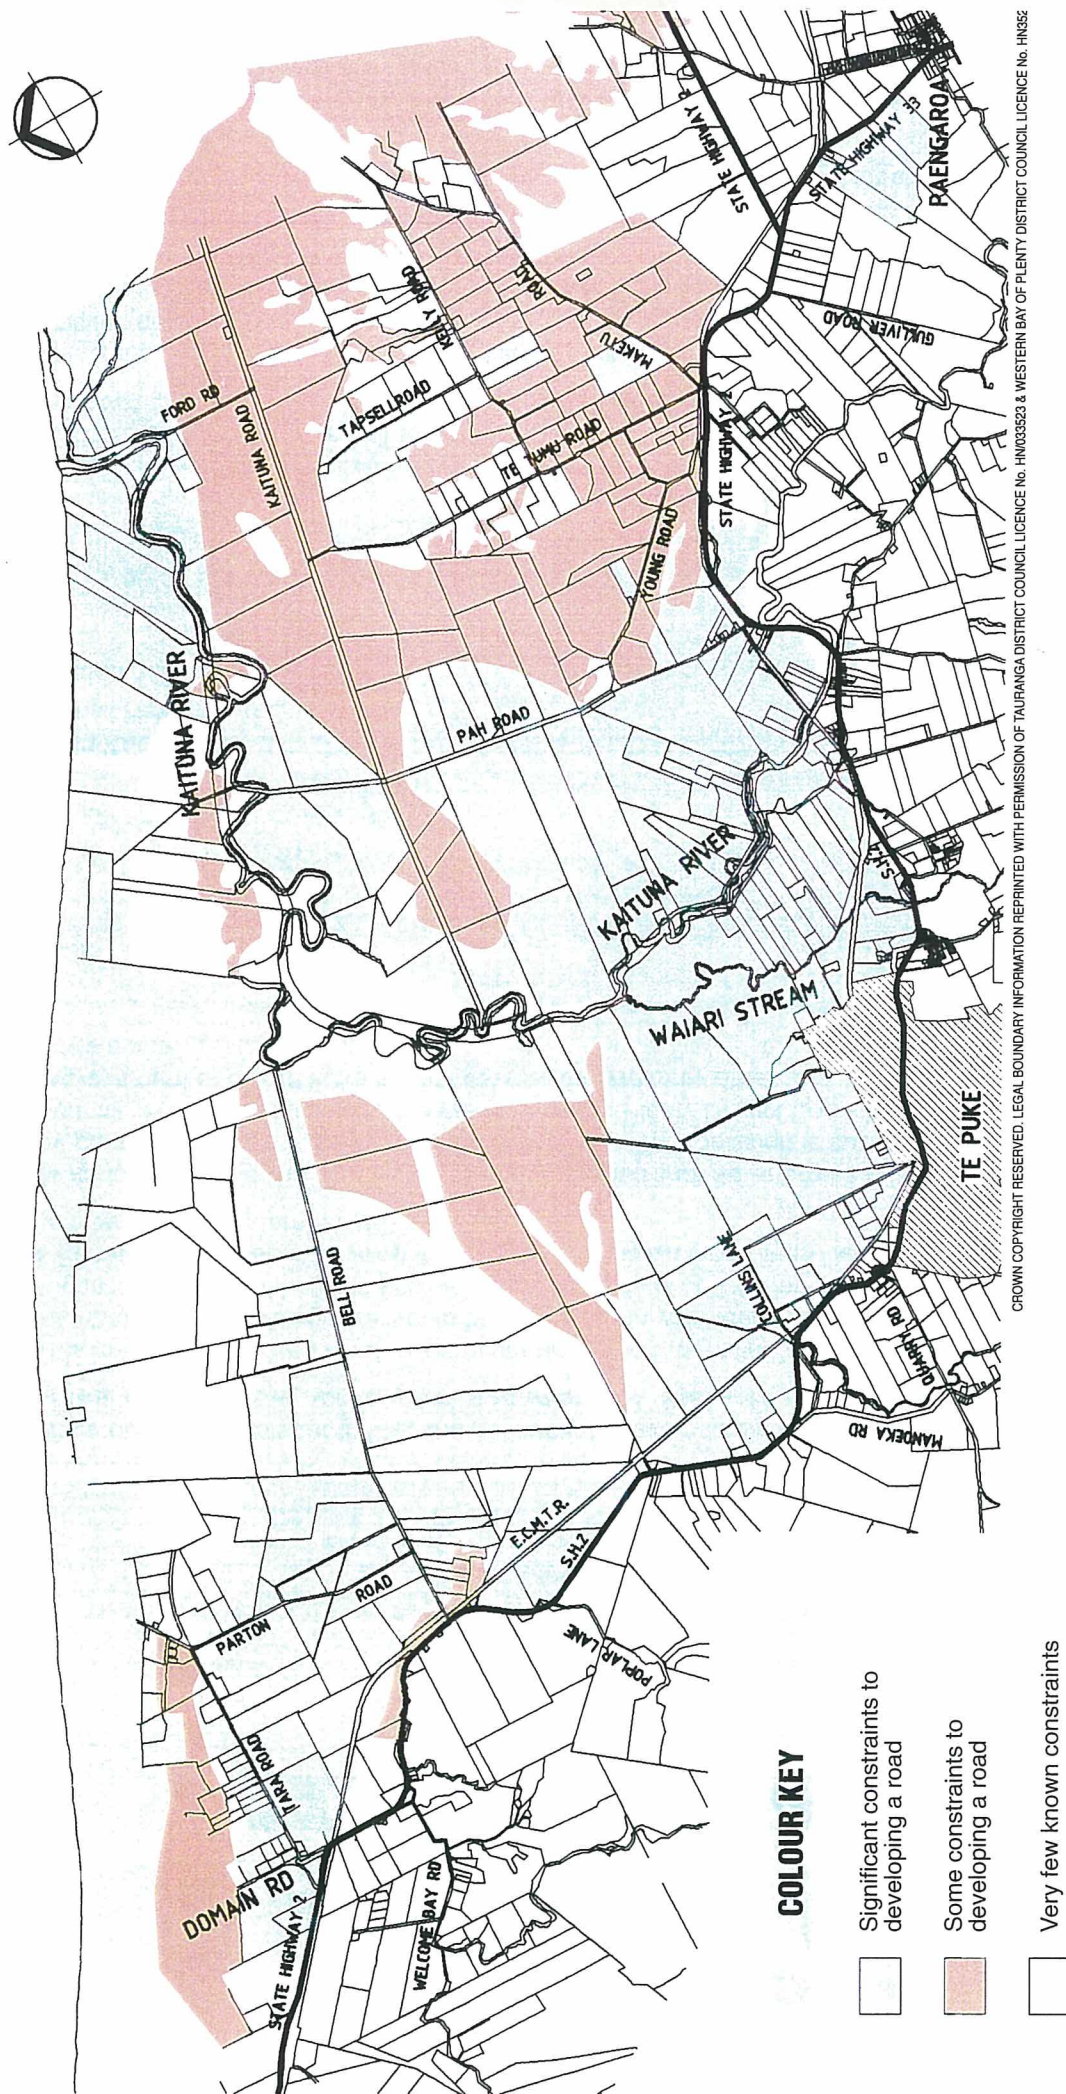 FORD RD
KAITUNA ROAD
TAPSELL ROAD
KELLY ROAD
MAKETU
ROAD
TE TUMU ROAD
YOUNG ROAD
STATE HIGHWAY 2
STATE HIGHWAY 2
STATE HIGHWAY 33
PAENGAROA
GULLIVER ROAD
KAITUNA RIVER
PAH ROAD
KAITUNA RIVER
WAIARI STREAM
S.H.2
TE PUKE
BELL ROAD
COLLINS LANE
QUARRY RD
MANOEKA RD
E.C.M.T.R.
S.H.2
PARTON
ROAD
POPLAR LANE
TARA ROAD
DOMAIN RD
STATE HIGHWAY 2
WELCOME BAY RD
COLOUR KEY
Significant constraints to
developing a road
Some constraints to
developing a road
Very few known constraints
CROWN COPYRIGHT RESERVED. LEGAL BOUNDARY INFORMATION REPRINTED WITH PERMISSION OF TAURANGA DISTRICT COUNCIL LICENCE No. HN/033523 & WESTERN BAY OF PLENTY DISTRICT COUNCIL LICENCE No. HN352